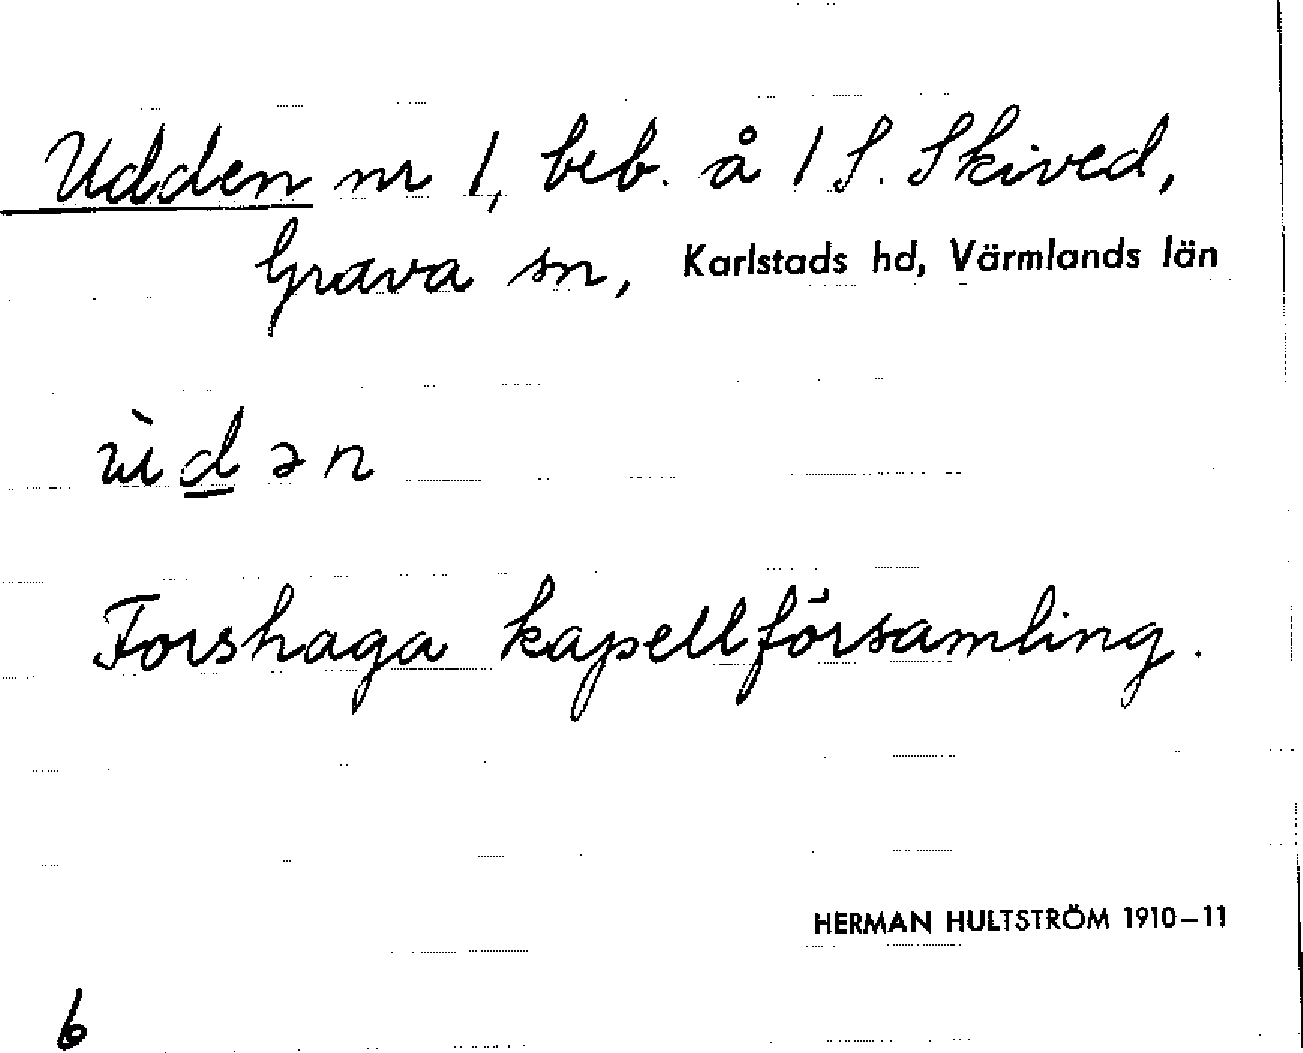 Udden nr 1, beb. å 1 S. Skived,
Grava sn, Karlstads hd, Värmlands län
ùdən
Forshaga kapellförsamling.
HERMAN HULTSTRÖM 1910–11
6